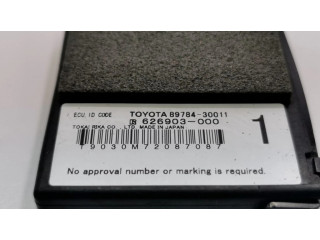 ECU, ID CODE TOYOTA 89784-30011
626903-000
TOKAI RIKA CO., LTD. MADE IN JAPAN
1
79030M72087087
No approval number or marking is required.